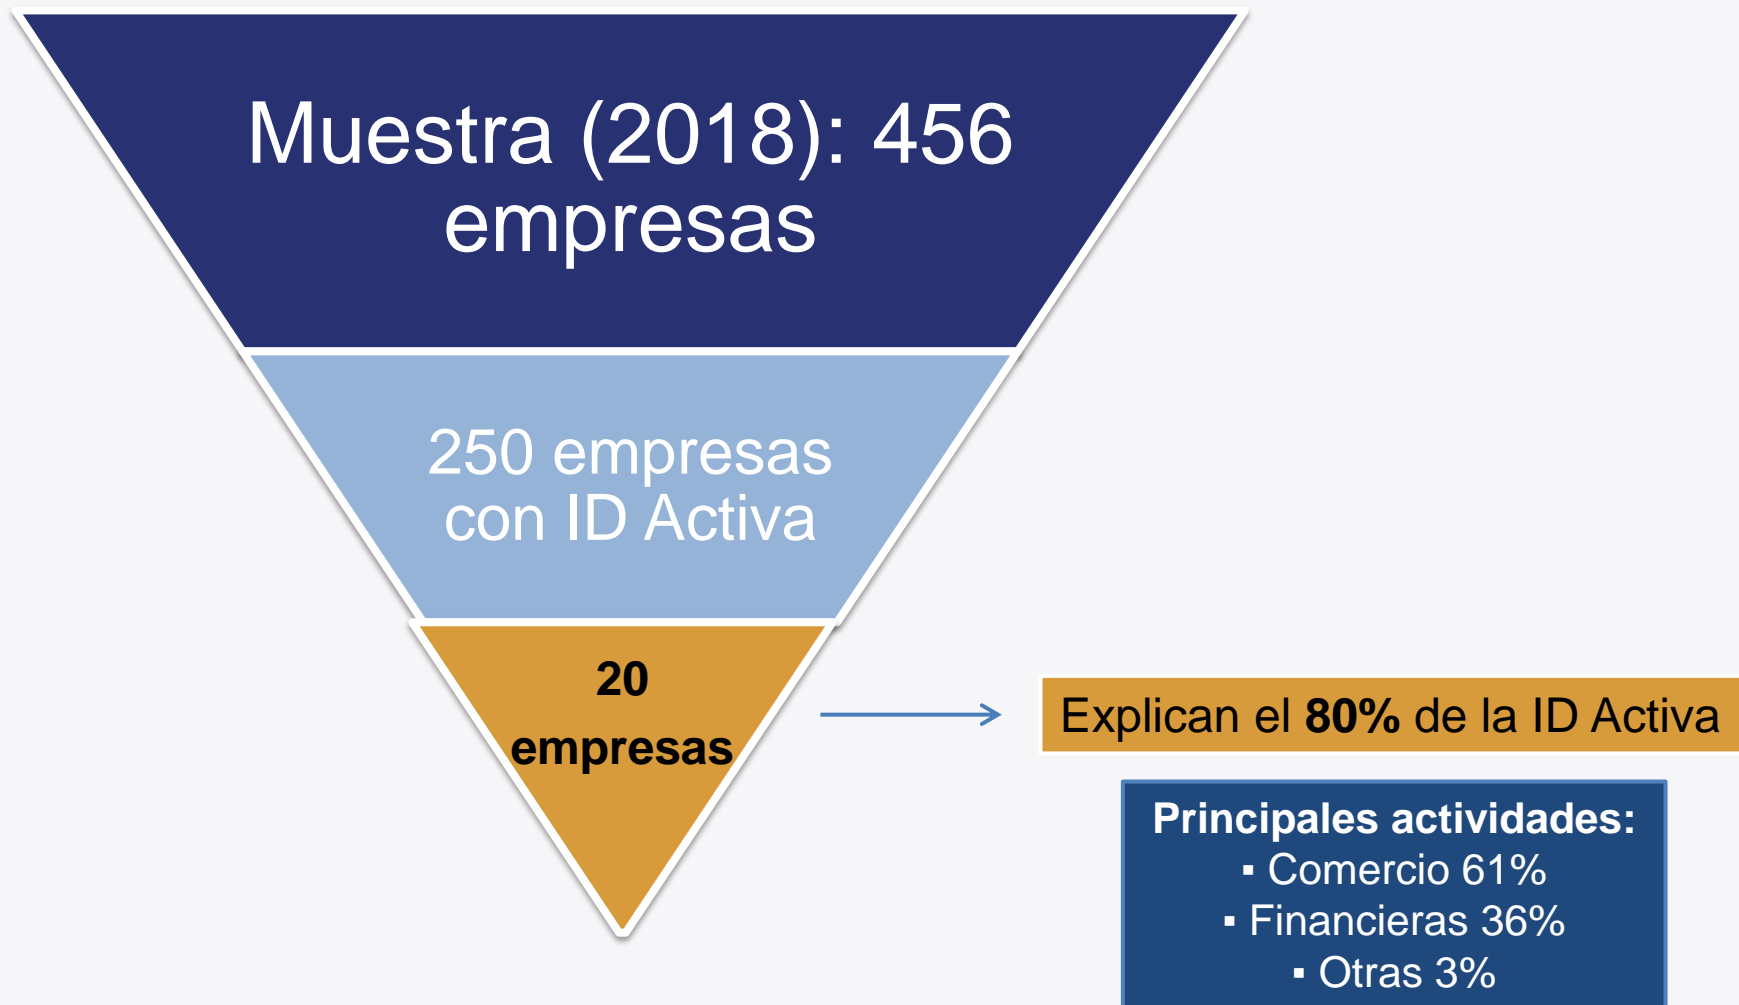 Muestra (2018): 456
empresas
250 empresas
con ID Activa
20
empresas
Explican el 80% de la ID Activa
Principales actividades:
▪ Comercio 61%
▪ Financieras 36%
▪ Otras 3%